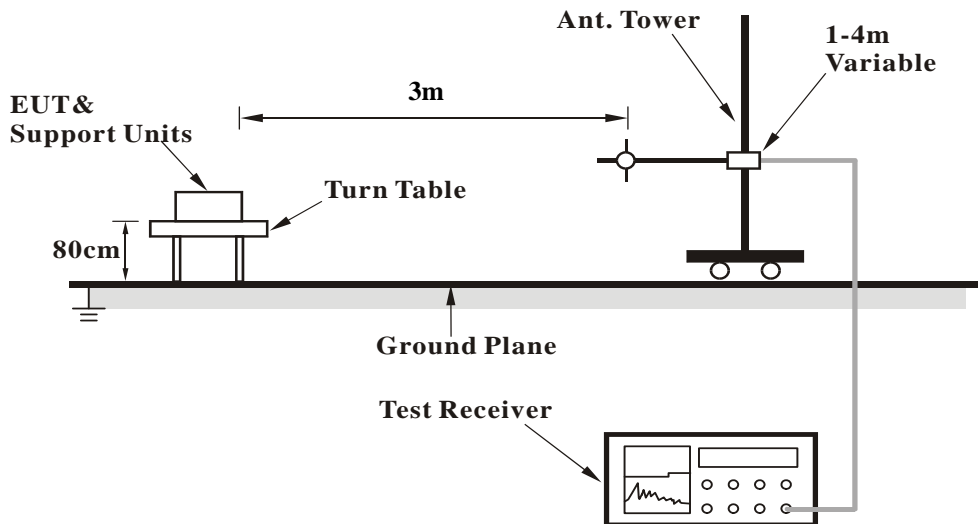 Ant. Tower
1-4m
Variable
3m
EUT&
Support Units
Turn Table
80cm
Ground Plane
Test Receiver